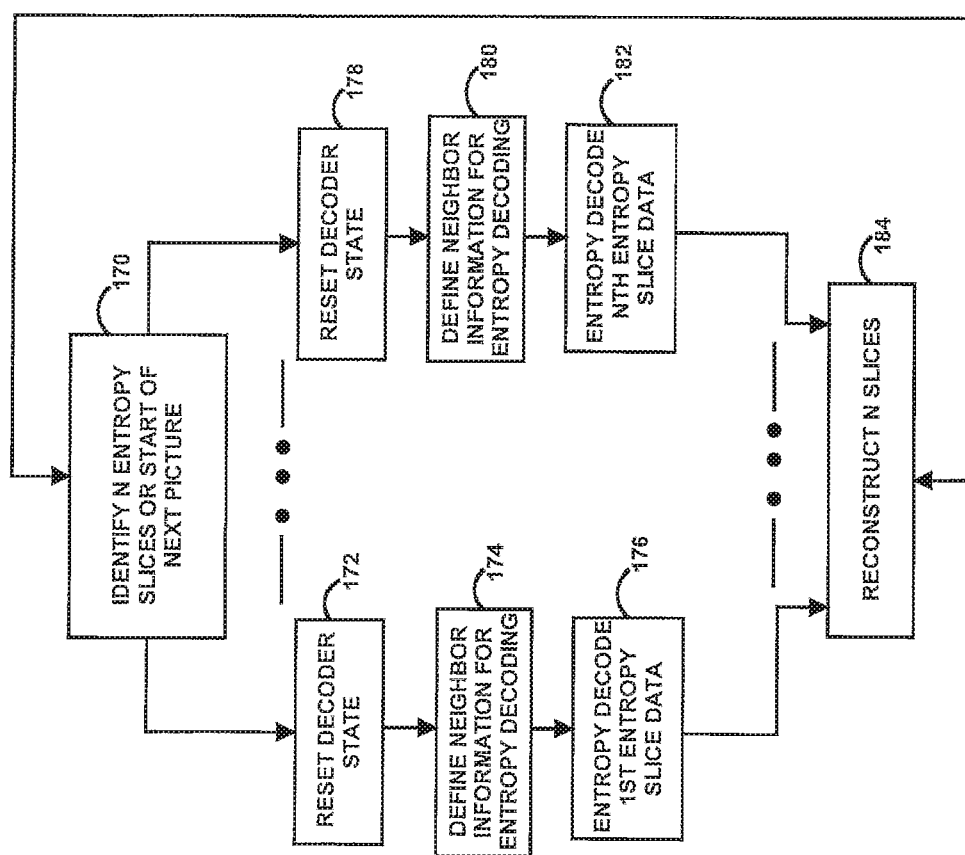 170
IDENTIFY N ENTROPY
SLICES OR START OF
NEXT PICTURE
172
RESET DECODER
STATE
174
DEFINE NEIGHBOR
INFORMATION FOR
ENTROPY DECODING
176
ENTROPY DECODE
1ST ENTROPY
SLICE DATA
178
RESET DECODER
STATE
180
DEFINE NEIGHBOR
INFORMATION FOR
ENTROPY DECODING
182
ENTROPY DECODE
NTH ENTROPY
SLICE DATA
184
RECONSTRUCT N SLICES